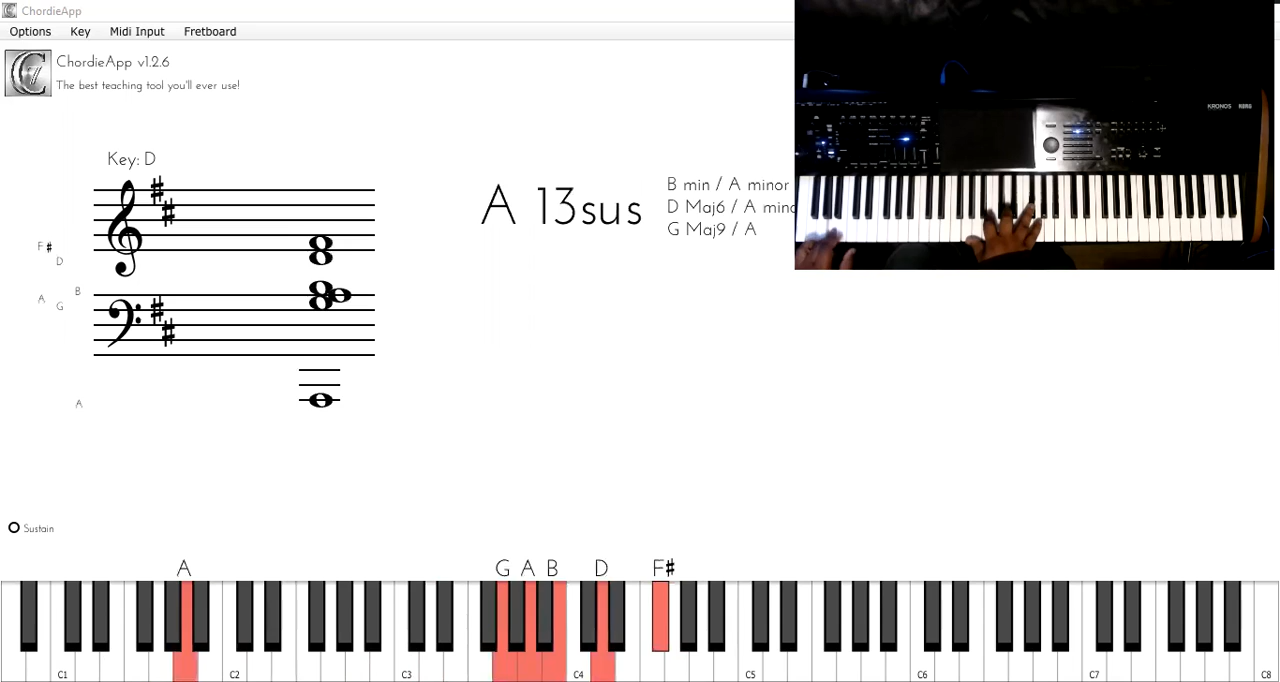 ChordieApp
Options Key Midi Input Fretboard
ChordieApp v1.2.6
The best teaching tool you'll ever use!
KRONOS KORG
Key: D
A 13sus
B min / A minor
D Maj6 / A mino
G Maj9 / A
F#
D
B
A
G
A
Sustain
A G A B D F#
C1 C2 C3 C4 C5 C6 C7 C8